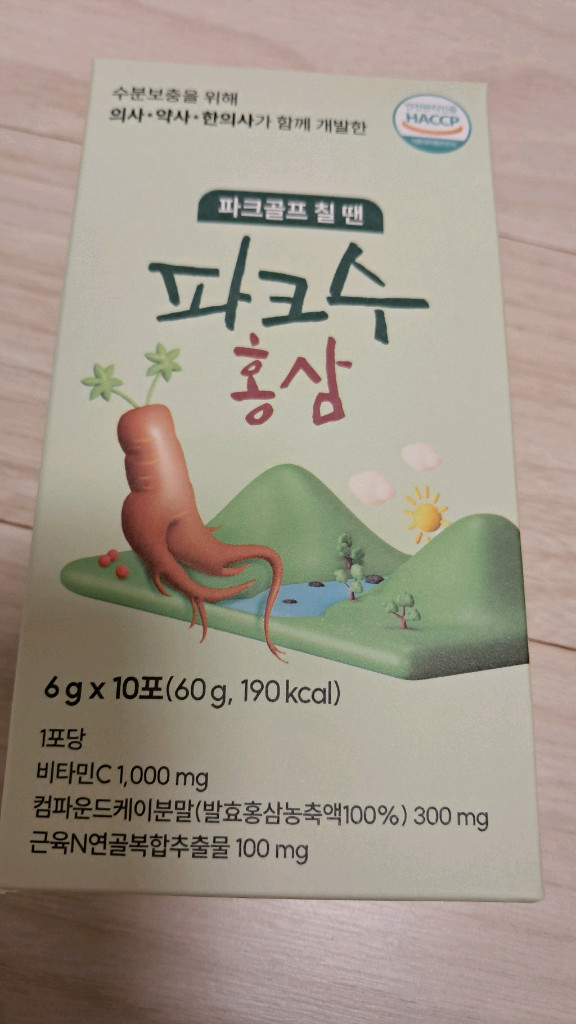 수분보충을 위해
의사·약사·한의사가 함께 개발한
HACCP
파크골프 칠 땐
파크수
홍삼
6 g x 10포(60 g, 190 kcal)
1포당
비타민C 1,000 mg
컴파운드케이분말(발효홍삼농축액100%) 300 mg
근육N연골복합추출물 100 mg